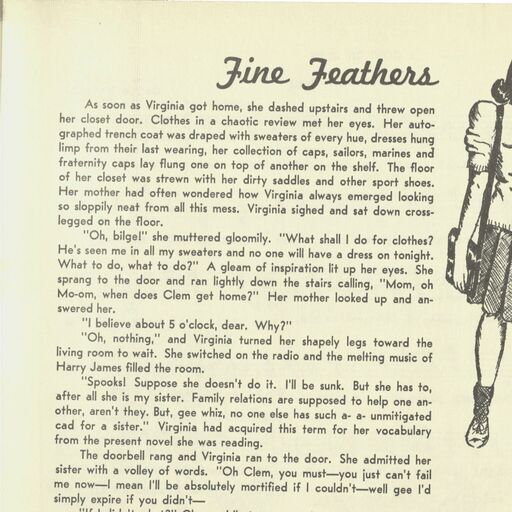 Fine Feathers
As soon as Virginia got home, she dashed upstairs and threw open
her closet door. Clothes in a chaotic review met her eyes. Her auto-
graphed trench coat was draped with sweaters of every hue, dresses hung
limp from their last wearing, her collection of caps, sailors, marines and
fraternity caps lay flung one on top of another on the shelf. The floor
of her closet was strewn with her dirty saddles and other sport shoes.
Her mother had often wondered how Virginia always emerged looking
so sloppily neat from all this mess. Virginia sighed and sat down cross-
legged on the floor.
"Oh, bilge!" she muttered gloomily. "What shall I do for clothes?
He's seen me in all my sweaters and no one will have a dress on tonight.
What to do, what to do?" A gleam of inspiration lit up her eyes. She
sprang to the door and ran lightly down the stairs calling, "Mom, oh
Mo-om, when does Clem get home?" Her mother looked up and an-
swered her.
"I believe about 5 o'clock, dear. Why?"
"Oh, nothing," and Virginia turned her shapely legs toward the
living room to wait. She switched on the radio and the melting music of
Harry James filled the room.
"Spooks! Suppose she doesn't do it. I'll be sunk. But she has to,
after all she is my sister. Family relations are supposed to help one an-
other, aren't they. But, gee whiz, no one else has such a- a- unmitigated
cad for a sister." Virginia had acquired this term for her vocabulary
from the present novel she was reading.
The doorbell rang and Virginia ran to the door. She admitted her
sister with a volley of words. "Oh Clem, you must—you just can't fail
me now—I mean I'll be absolutely mortified if I couldn't—well gee I'd
simply expire if you didn't—